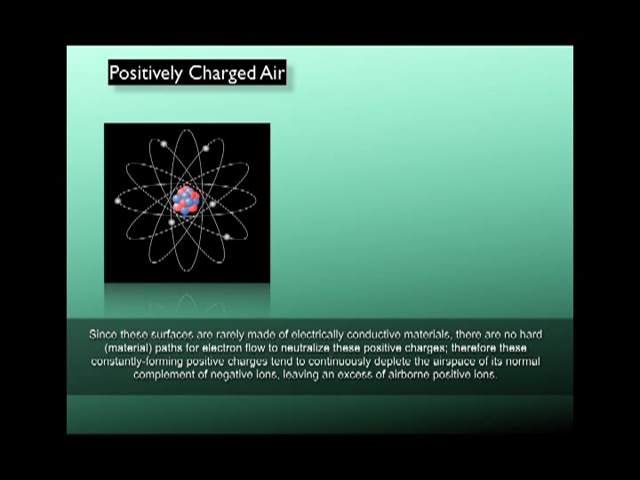 Positively Charged Air
Since these surfaces are rarely made of electrically conductive materials, there are no hard
(material) paths for electron flow to neutralize these positive charges; therefore these
constantly-forming positive charges tend to continuously deplete the airspace of its normal
complement of negative ions, leaving an excess of airborne positive ions.